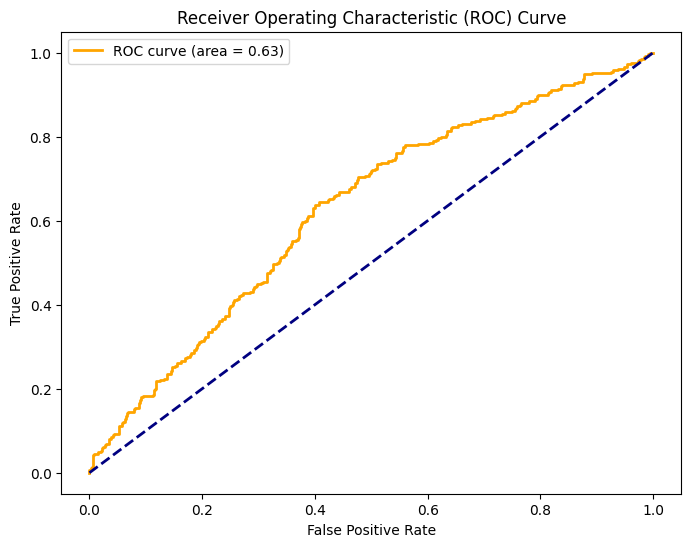 Receiver Operating Characteristic (ROC) Curve
ROC curve (area = 0.63)
True Positive Rate
1.0
0.8
0.6
0.4
0.2
0.0
0.0 0.2 0.4 0.6 0.8 1.0
False Positive Rate